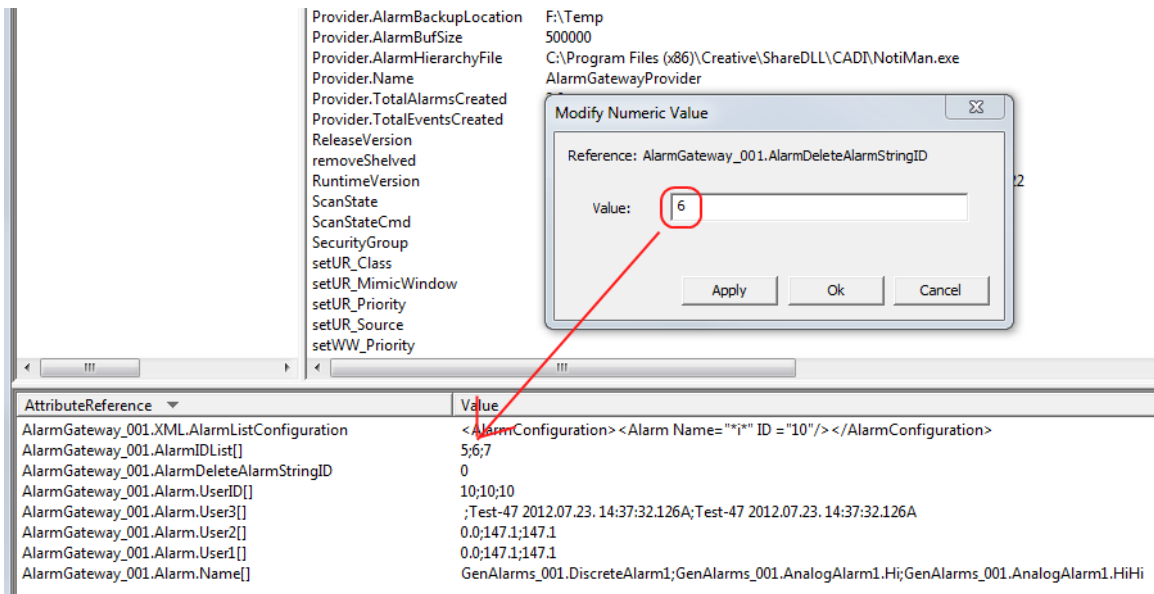 Provider.AlarmBackupLocation F:\Temp
Provider.AlarmBufSize 500000
Provider.AlarmHierarchyFile C:\Program Files (x86)\Creative\ShareDLL\CADI\NotiMan.exe
Provider.Name AlarmGatewayProvider
Provider.TotalAlarmsCreated
Provider.TotalEventsCreated
ReleaseVersion
removeShelved
RuntimeVersion
ScanState
ScanStateCmd
SecurityGroup
setUR_Class
setUR_MimicWindow
setUR_Priority
setUR_Source
setWW_Priority
Modify Numeric Value
Reference: AlarmGateway_001.AlarmDeleteAlarmStringID
Value: 6
Apply Ok Cancel
AttributeReference Value
AlarmGateway_001.XML.AlarmListConfiguration <AlarmConfiguration><Alarm Name="*i*" ID ="10"/></AlarmConfiguration>
AlarmGateway_001.AlarmIDList[] 5;6;7
AlarmGateway_001.AlarmDeleteAlarmStringID 0
AlarmGateway_001.Alarm.UserID[] 10;10;10
AlarmGateway_001.Alarm.User3[] ;Test-47 2012.07.23. 14:37:32.126A;Test-47 2012.07.23. 14:37:32.126A
AlarmGateway_001.Alarm.User2[] 0.0;147.1;147.1
AlarmGateway_001.Alarm.User1[] 0.0;147.1;147.1
AlarmGateway_001.Alarm.Name[] GenAlarms_001.DiscreteAlarm1;GenAlarms_001.AnalogAlarm1.Hi;GenAlarms_001.AnalogAlarm1.HiHi